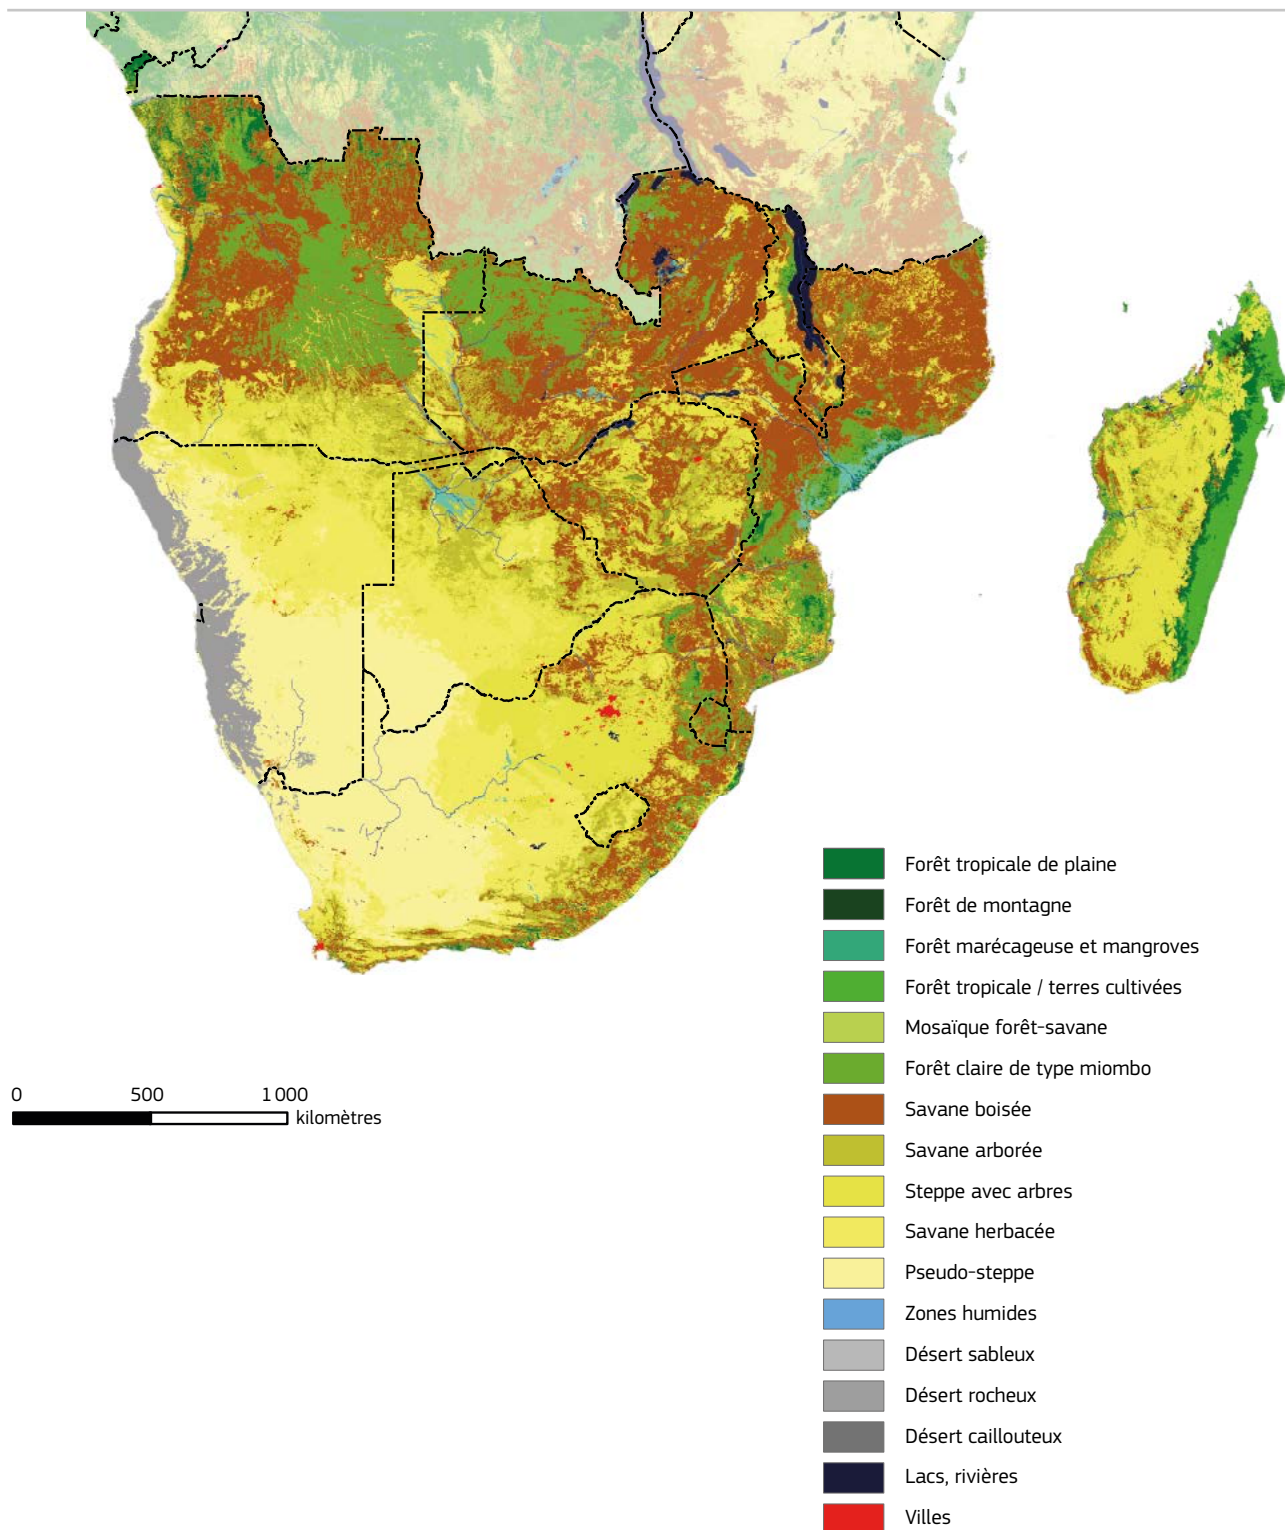 Forêt tropicale de plaine
Forêt de montagne
Forêt marécageuse et mangroves
Forêt tropicale / terres cultivées
Mosaïque forêt-savane
Forêt claire de type miombo
Savane boisée
Savane arborée
Steppe avec arbres
Savane herbacée
Pseudo-steppe
Zones humides
Désert sableux
Désert rocheux
Désert caillouteux
Lacs, rivières
Villes
0 500 1 000
kilomètres